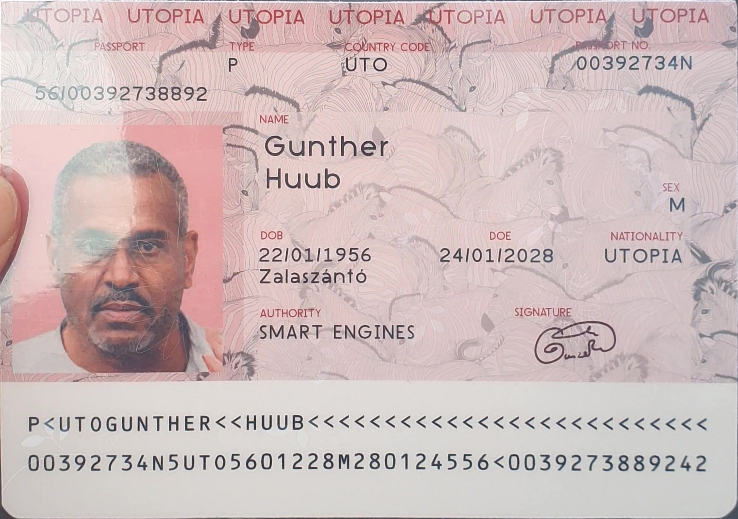 UTOPIA UTOPIA UTOPIA UTOPIA UTOPIA UTOPIA UTOPIA
PASSPORT TYPE COUNTRY CODE PASSPORT NO.
P UTO 00392734N
56/00392738892
NAME
Gunther
Huub
SEX
M
DOB DOE NATIONALITY
22/01/1956 24/01/2028 UTOPIA
Zalaszántó
AUTHORITY SIGNATURE
SMART ENGINES
P<UTOGUNTHER<<HUUB<<<<<<<<<<<<<<<<<<<<<<<<<<
00392734N5UTO5601228M280124556<0039273889242